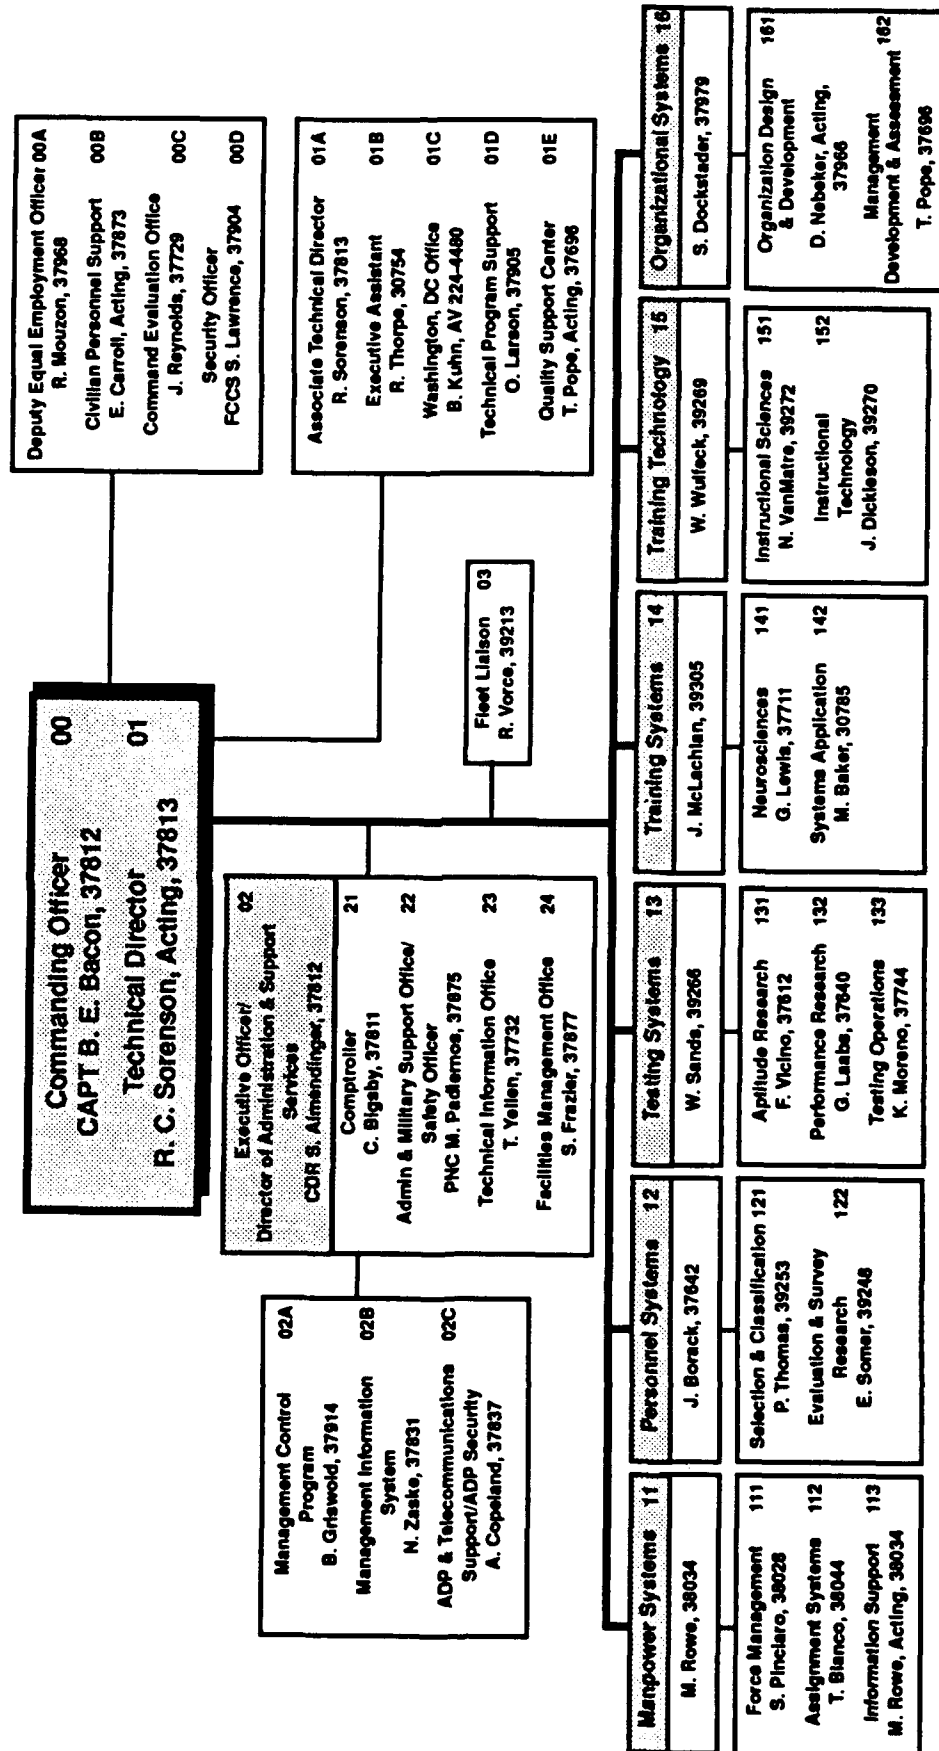 Commanding Officer 00
CAPT B. E. Bacon, 37812
Technical Director 01
R. C. Sorenson, Acting, 37813
Deputy Equal Employment Officer 00A
R. Mouzon, 37968
Civilian Personnel Support 00B
E. Carroll, Acting, 37873
Command Evaluation Office 00C
J. Reynolds, 37729
Security Officer 00D
FCCS S. Lawrence, 37904
Associate Technical Director 01A
R. Sorenson, 37813
Executive Assistant 01B
R. Thorpe, 30754
Washington, DC Office 01C
B. Kuhn, AV 224-4480
Technical Program Support 01D
O. Larson, 37905
Quality Support Center 01E
T. Pope, Acting, 37696
Fleet Liaison 03
R. Vorce, 39213
Executive Officer/ 02
Director of Administration & Support
Services
CDR S. Almendinger, 37812
Comptroller 21
C. Bigsby, 37811
Admin & Military Support Office/ 22
Safety Officer
PNC M. Padlernos, 37875
Technical Information Office 23
T. Yellen, 37732
Facilities Management Office 24
S. Frazier, 37877
Management Control 02A
Program
B. Griswold, 37914
Management Information 02B
System
N. Zaske, 37831
ADP & Telecommunications 02C
Support/ADP Security
A. Copeland, 37837
Manpower Systems 11
M. Rowe, 38034
Force Management 111
S. Pinciaro, 38028
Assignment Systems 112
T. Blanco, 38044
Information Support 113
M. Rowe, Acting, 38034
Personnel Systems 12
J. Borack, 37642
Selection & Classification 121
P. Thomas, 39253
Evaluation & Survey 122
Research
E. Somer, 39248
Testing Systems 13
W. Sands, 39266
Aptitude Research 131
F. Vicino, 37612
Performance Research 132
G. Laabs, 37640
Testing Operations 133
K. Moreno, 37744
Training Systems 14
J. McLachlan, 39305
Neurosciences 141
G. Lewis, 37711
Systems Application 142
M. Baker, 30785
Training Technology 15
W. Wulfeck, 39269
Instructional Sciences 151
N. VanMatre, 39272
Instructional 152
Technology
J. Dickieson, 39270
Organizational Systems 16
S. Dockstader, 37979
Organization Design 161
& Development
D. Nebeker, Acting,
37966
Management 162
Development & Assessment
T. Pope, 37696